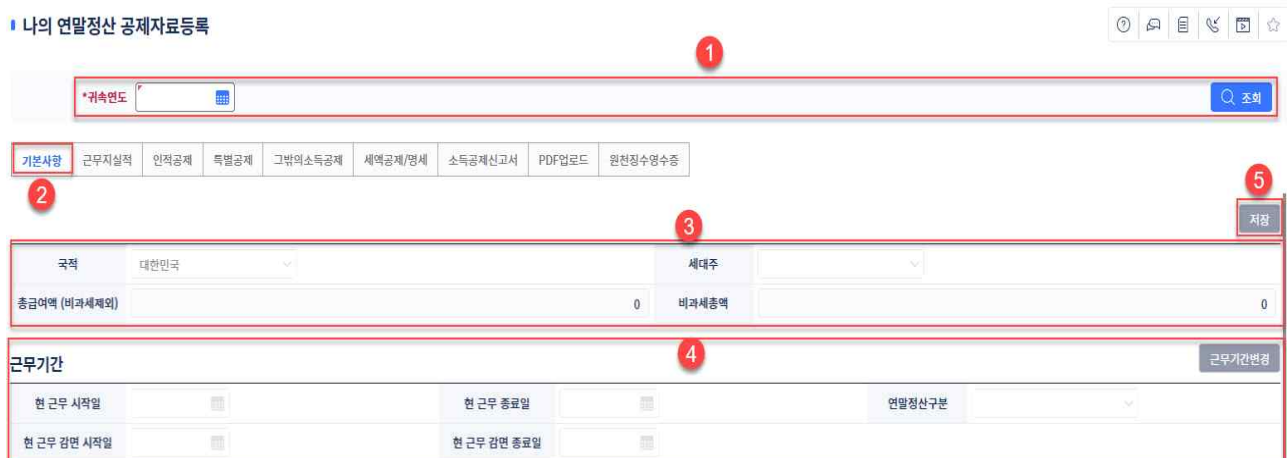 나의 연말정산 공제자료등록
1
*귀속연도 조회
기본사항 근무지실적 인적공제 특별공제 그밖의소득공제 세액공제/명세 소득공제신고서 PDF업로드 원천징수영수증
2
5
저장
3
국적 대한민국 세대주
총급여액 (비과세제외) 0 비과세총액 0
4
근무기간 근무기간변경
현 근무 시작일 현 근무 종료일 연말정산구분
현 근무 감면 시작일 현 근무 감면 종료일